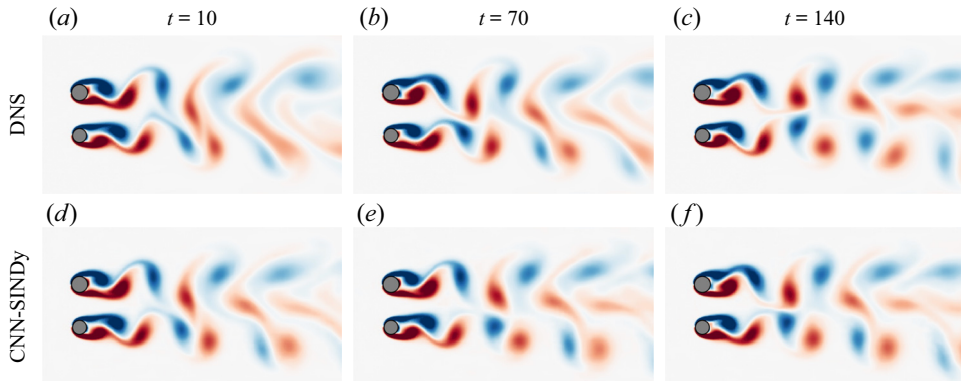 (a) t = 10 (b) t = 70 (c) t = 140
DNS
(d) (e) (f)
CNN-SINDy